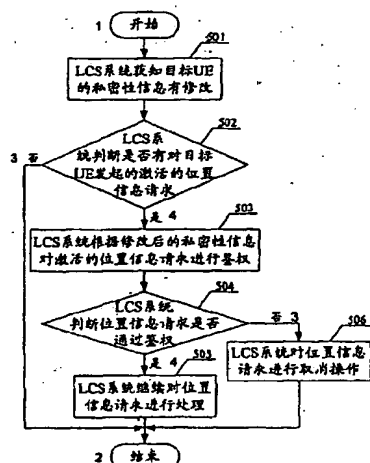 1 开始
501
LCS系统获知目标UE
的私密性信息有修改
502
LCS系
统判断是否有对目标
UE发起的激活的位置
信息请求
3 否
是 4
503
LCS系统根据修改后的私密性信息
对激活的位置信息请求进行鉴权
504
LCS系统
判断位置信息请求是否
通过鉴权
否 3
是 4
505
LCS系统继续对位置
信息请求进行处理
506
LCS系统对位置信息
请求进行取消操作
2 结束